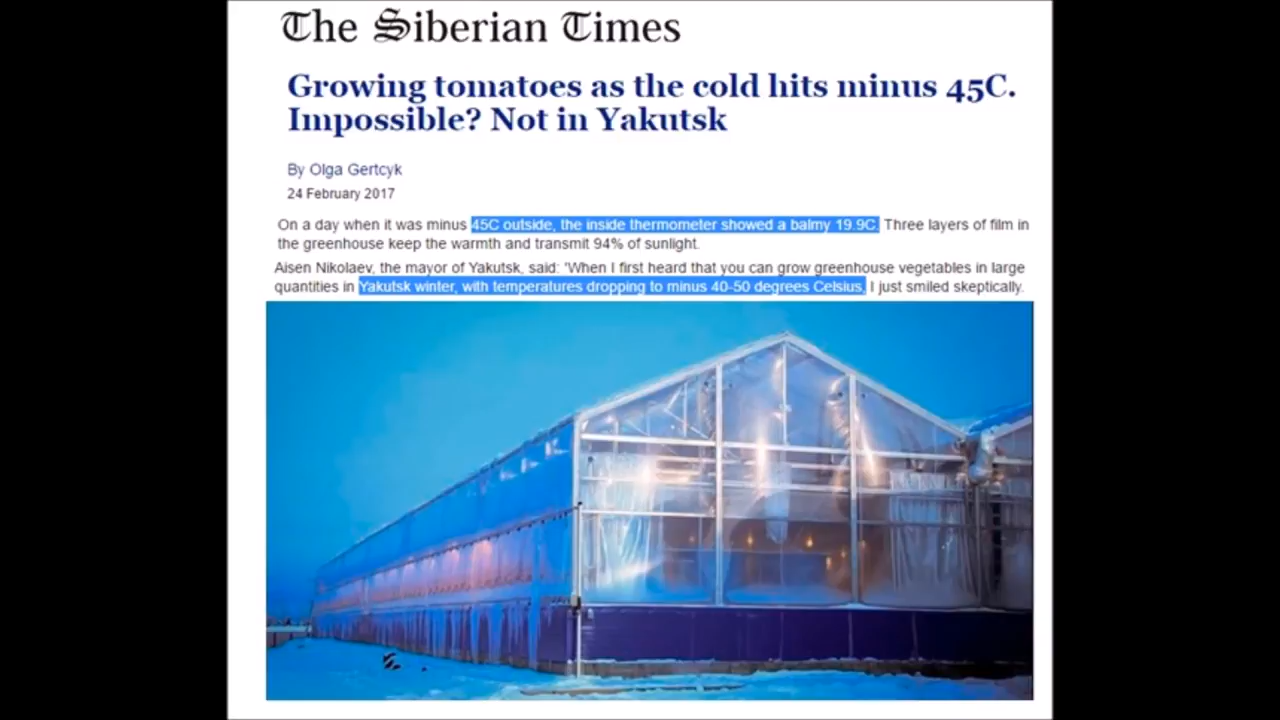 The Siberian Times
Growing tomatoes as the cold hits minus 45C.
Impossible? Not in Yakutsk
By Olga Gertcyk
24 February 2017
On a day when it was minus 45C outside, the inside thermometer showed a balmy 19.9C. Three layers of film in
the greenhouse keep the warmth and transmit 94% of sunlight.
Aisen Nikolaev, the mayor of Yakutsk, said: 'When I first heard that you can grow greenhouse vegetables in large
quantities in Yakutsk winter, with temperatures dropping to minus 40-50 degrees Celsius, I just smiled skeptically.